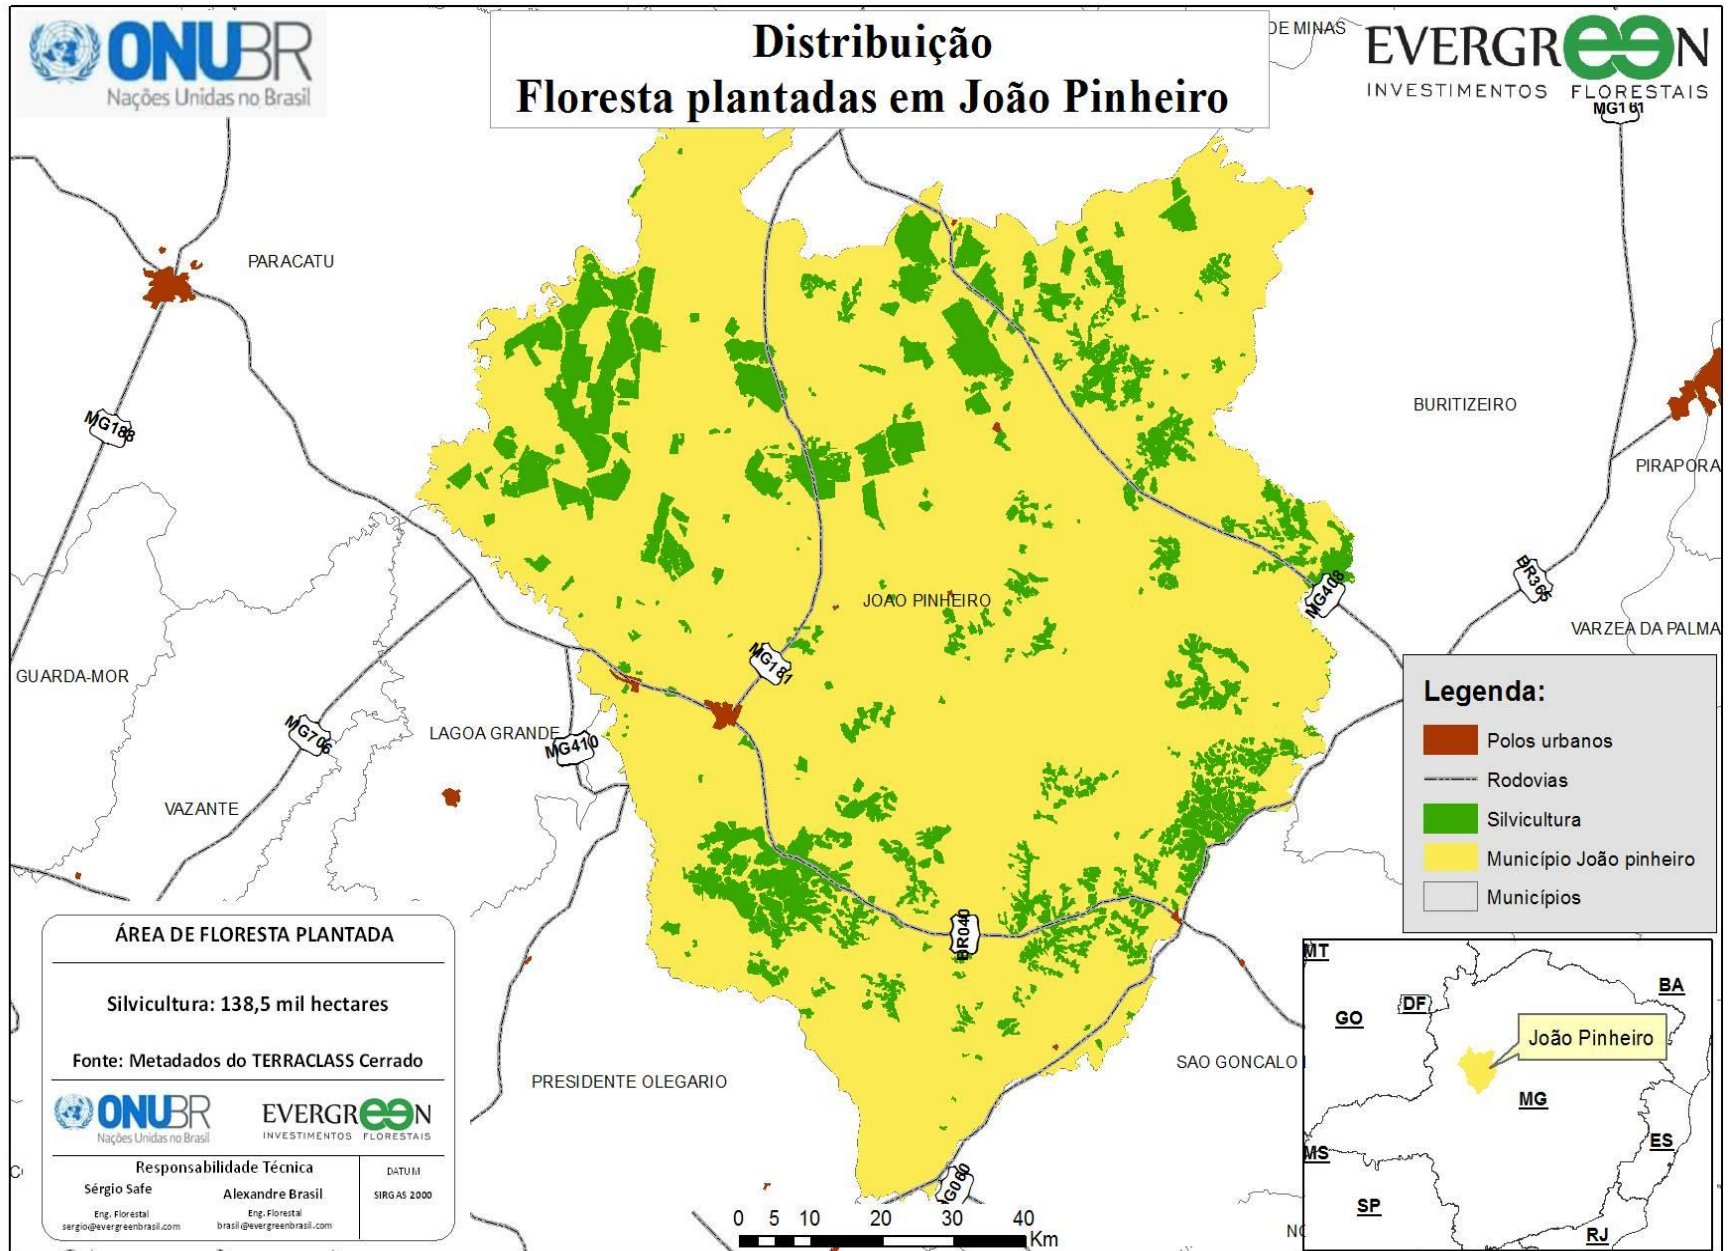 ONUBR
Nações Unidas no Brasil
Distribuição
Floresta plantadas em João Pinheiro
DE MINAS
EVERGREEN
INVESTIMENTOS FLORESTAIS
MG181
PARACATU
MG188
BURITIZEIRO
PIRAPORA
JOAO PINHEIRO
MG408
BR365
VARZEA DA PALMA
GUARDA-MOR
MG181
LAGOA GRANDE
MG410
MG706
VAZANTE
BR040
PRESIDENTE OLEGARIO
SAO GONCALO
Legenda:
Polos urbanos
Rodovias
Silvicultura
Município João pinheiro
Municípios
ÁREA DE FLORESTA PLANTADA
Silvicultura: 138,5 mil hectares
Fonte: Metadados do TERRACLASS Cerrado
ONUBR
Nações Unidas no Brasil
EVERGREEN
INVESTIMENTOS FLORESTAIS
Responsabilidade Técnica
Sérgio Safe
Eng. Florestal
sergio@evergreenbrasil.com
Alexandre Brasil
Eng. Florestal
brasil@evergreenbrasil.com
DATUM
SIRGAS 2000
0 5 10 20 30 40
Km
MT
BA
DF
GO
João Pinheiro
MG
ES
MS
SP
RJ